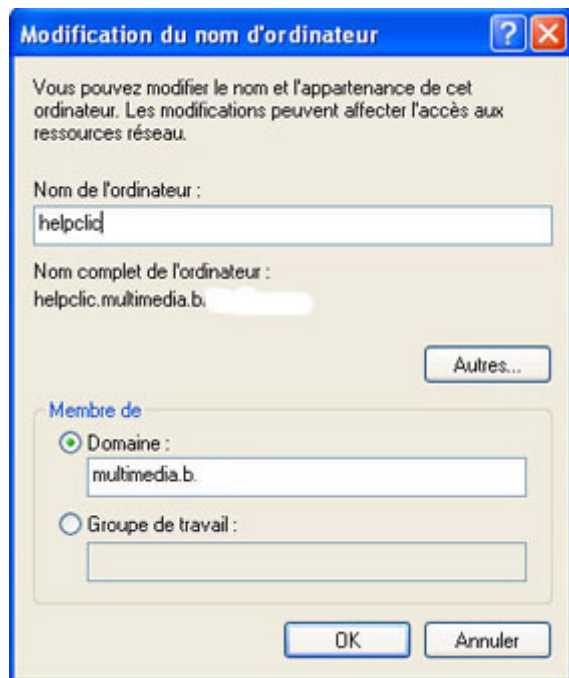 Modification du nom d'ordinateur
Vous pouvez modifier le nom et l'appartenance de cet
ordinateur. Les modifications peuvent affecter l'accès aux
ressources réseau.
Nom de l'ordinateur :
helpclic
Nom complet de l'ordinateur :
helpclic.multimedia.b.
Autres...
Membre de
Domaine :
multimedia.b.
Groupe de travail :
OK Annuler